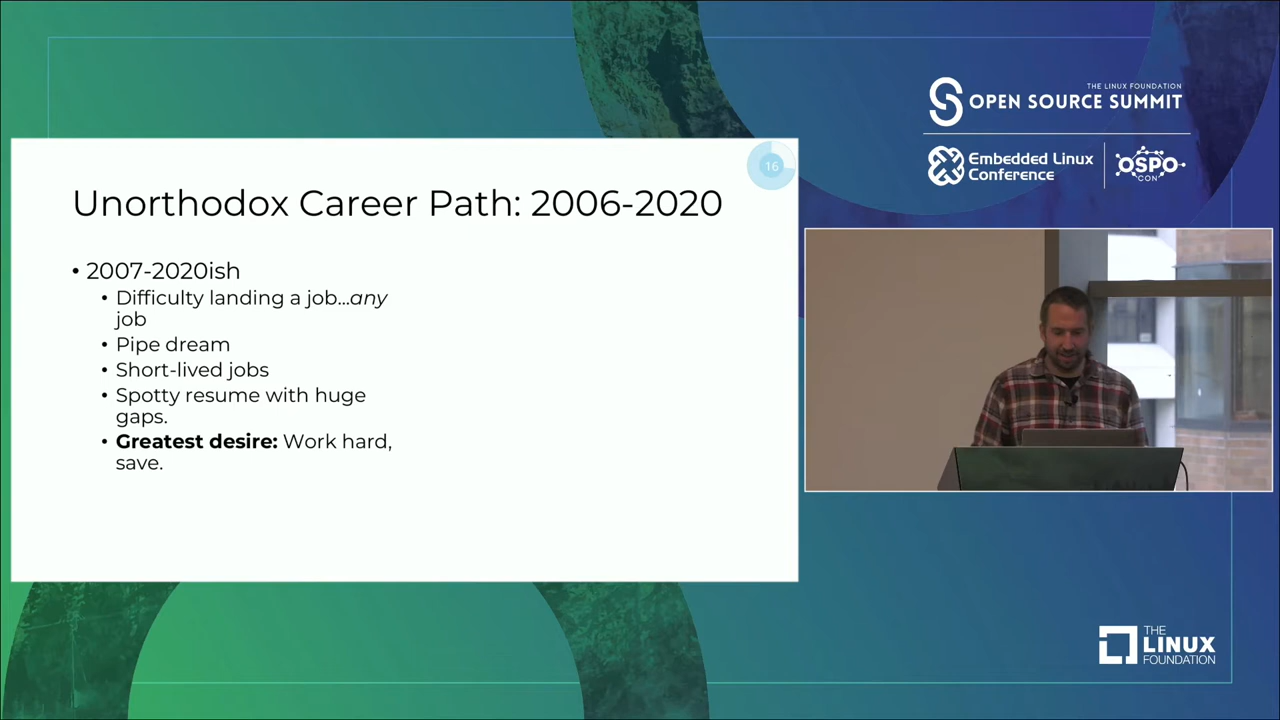 THE LINUX FOUNDATION
OPEN SOURCE SUMMIT
Embedded Linux
Conference
OSPO
CON
16
Unorthodox Career Path: 2006-2020
• 2007-2020ish
• Difficulty landing a job...any
job
• Pipe dream
• Short-lived jobs
• Spotty resume with huge
gaps.
• Greatest desire: Work hard,
save.
THE
LINUX
FOUNDATION